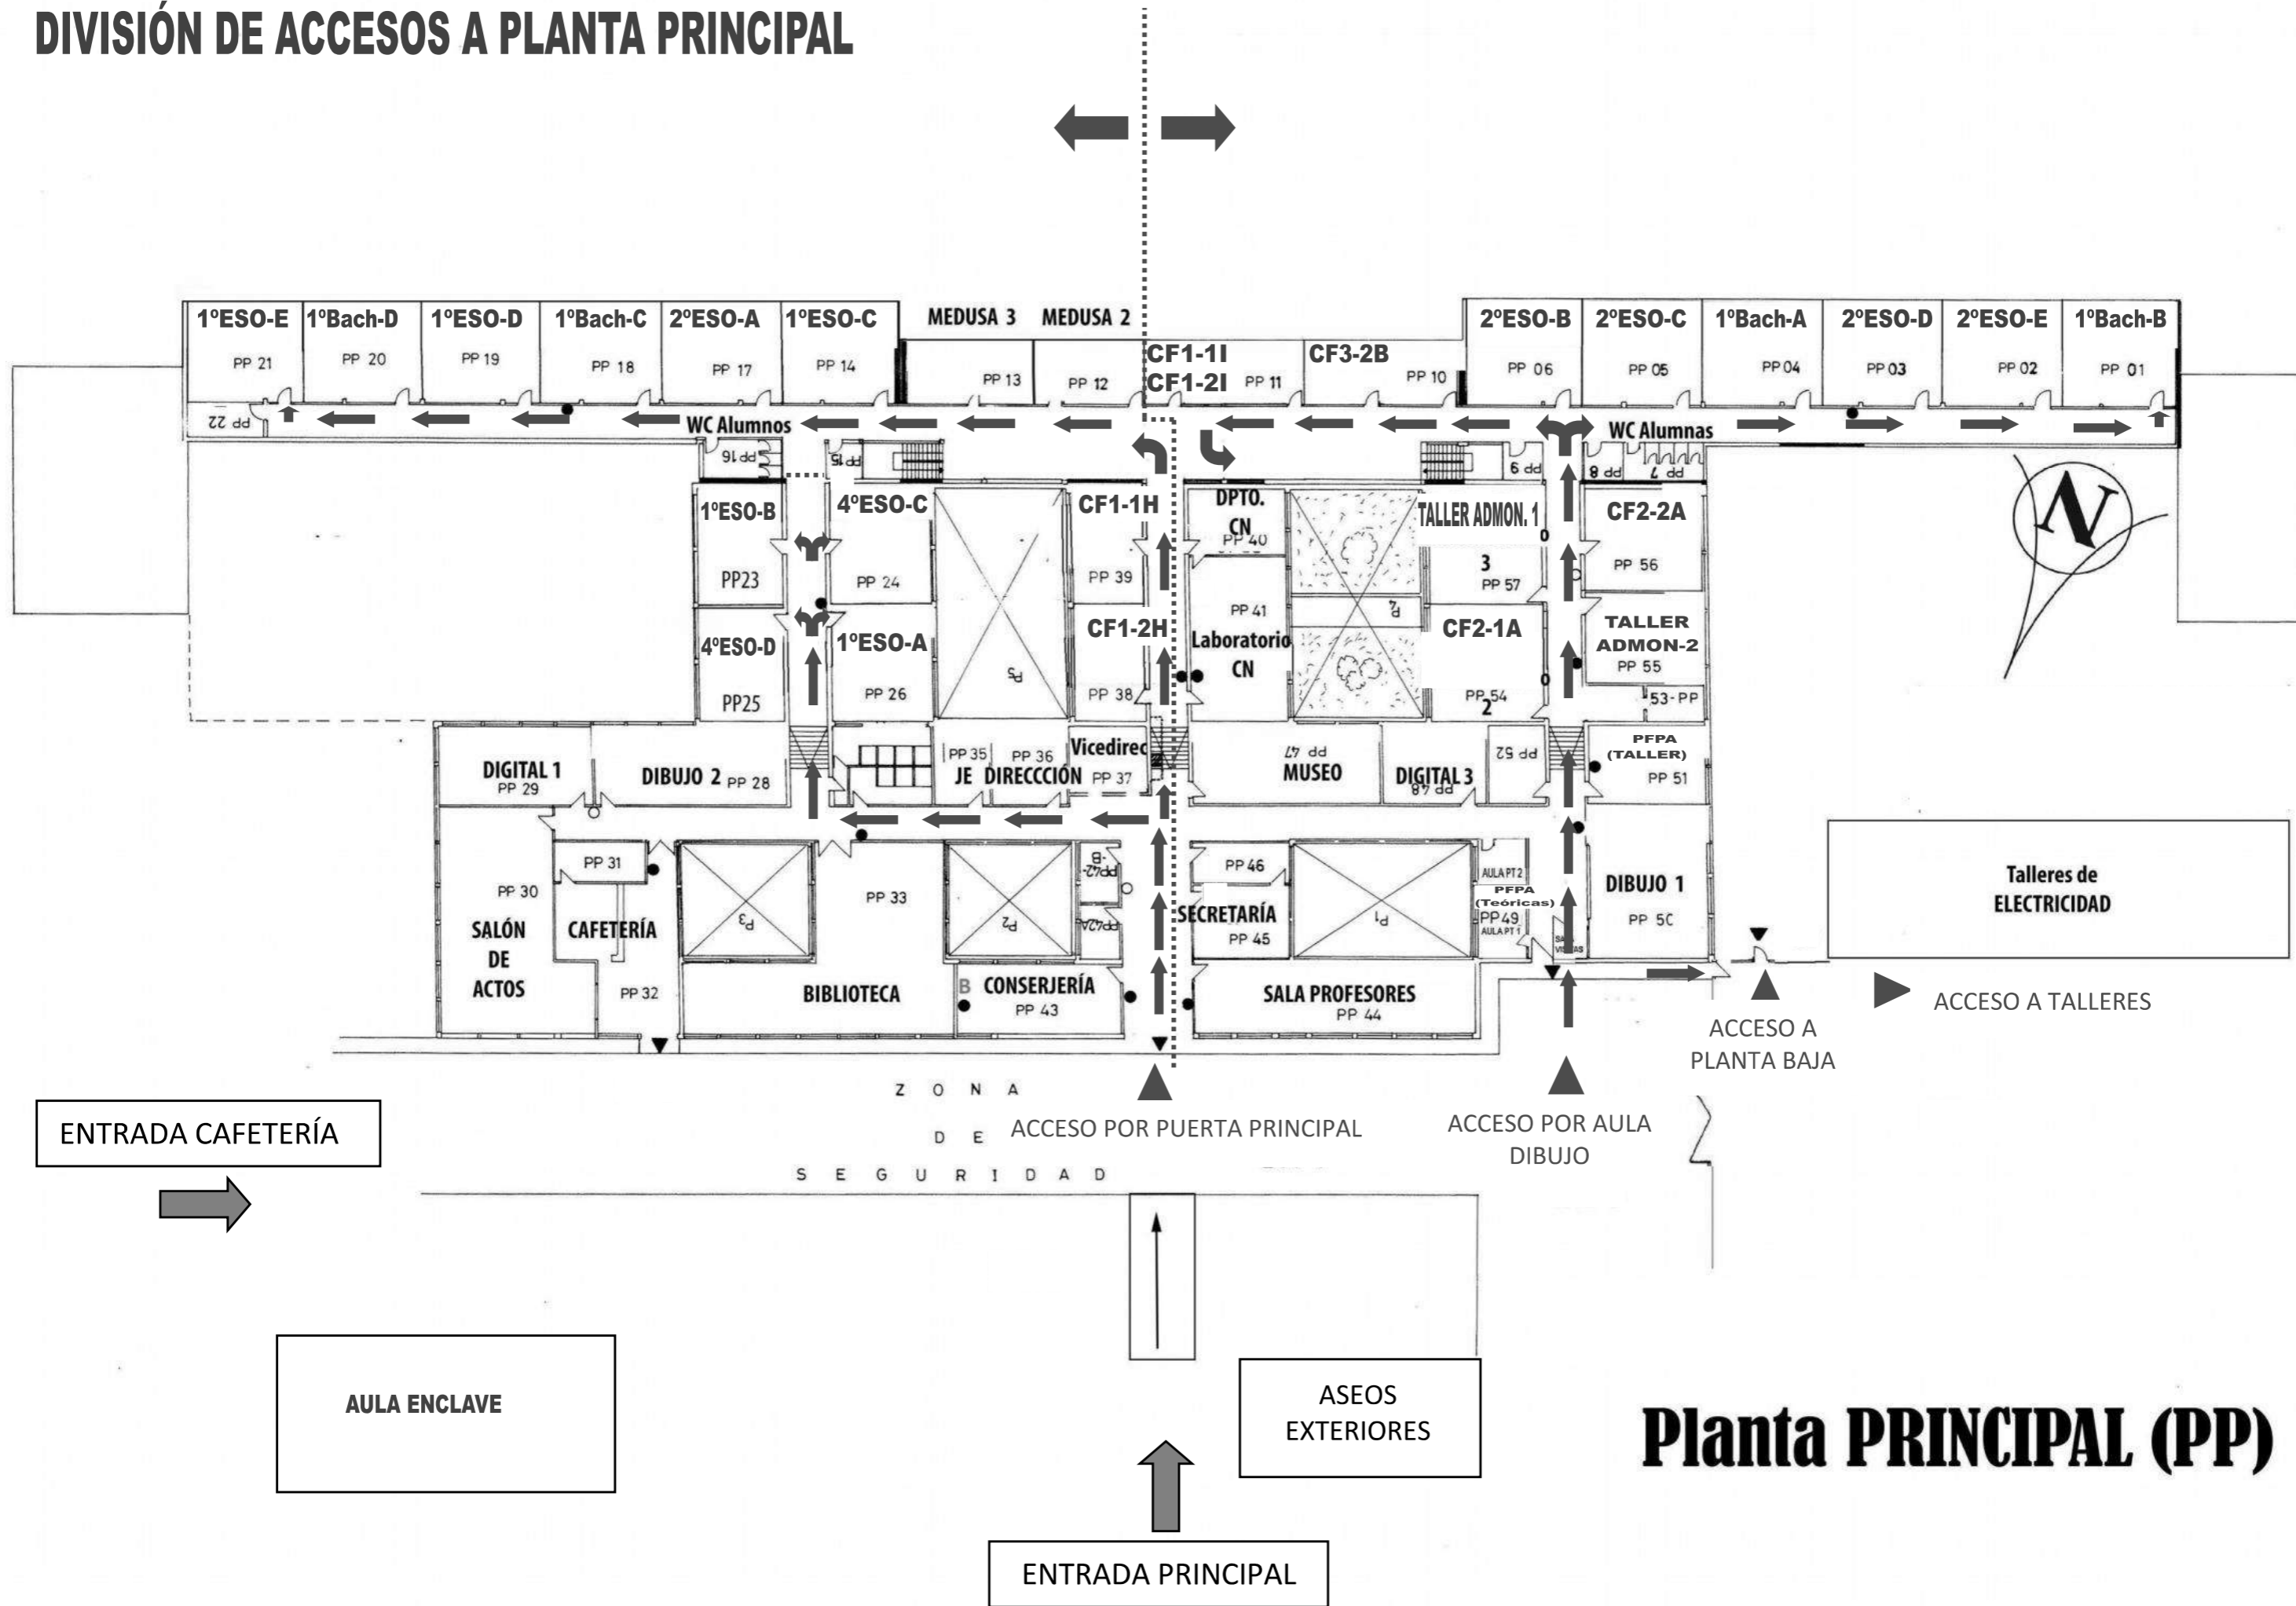 DIVISIÓN DE ACCESOS A PLANTA PRINCIPAL
1ºESO-E
1ºBach-D
1ºESO-D
1ºBach-C
2ºESO-A
1ºESO-C
MEDUSA 3
MEDUSA 2
CF1-1I
CF1-2I
CF3-2B
2ºESO-B
2ºESO-C
1ºBach-A
2ºESO-D
2ºESO-E
1ºBach-B
PP 21
PP 20
PP 19
PP 18
PP 17
PP 14
PP 13
PP 12
PP 11
PP 10
PP 06
PP 05
PP 04
PP 03
PP 02
PP 01
PP 22
WC Alumnos
WC Alumnas
PP 16
PP 15
PP 9
PP 8
PP 7
1ºESO-B
PP23
4ºESO-C
PP 24
CF1-1H
PP 39
DPTO.
CN
PP 40
TALLER ADMON. 1
3
PP 57
CF2-2A
PP 56
N
4ºESO-D
PP25
1ºESO-A
PP 26
P5
CF1-2H
PP 38
PP 41
Laboratorio
CN
P4
CF2-1A
PP 54
2
TALLER
ADMON-2
PP 55
53-PP
DIGITAL 1
PP 29
DIBUJO 2 PP 28
PP 35
JE
PP 36
DIRECCCIÓN
Vicedirec
PP 37
PP 47
MUSEO
DIGITAL 3
PP 48
PP 52
PFPA
(TALLER)
PP 51
PP 30
SALÓN
DE
ACTOS
PP 31
CAFETERÍA
PP 32
P3
PP 33
BIBLIOTECA
P2
PP42-
-B-
PP42A
B
CONSERJERÍA
PP 43
PP 46
SECRETARÍA
PP 45
P1
SALA PROFESORES
PP 44
AULA PT 2
PFPA
(Teóricas)
PP49
AULA PT 1
DIBUJO 1
PP 50
Talleres de
ELECTRICIDAD
ACCESO A TALLERES
ACCESO A
PLANTA BAJA
ACCESO POR PUERTA PRINCIPAL
ACCESO POR AULA
DIBUJO
ZONA
DE
SEGURIDAD
ENTRADA CAFETERÍA
AULA ENCLAVE
ASEOS
EXTERIORES
ENTRADA PRINCIPAL
Planta PRINCIPAL (PP)